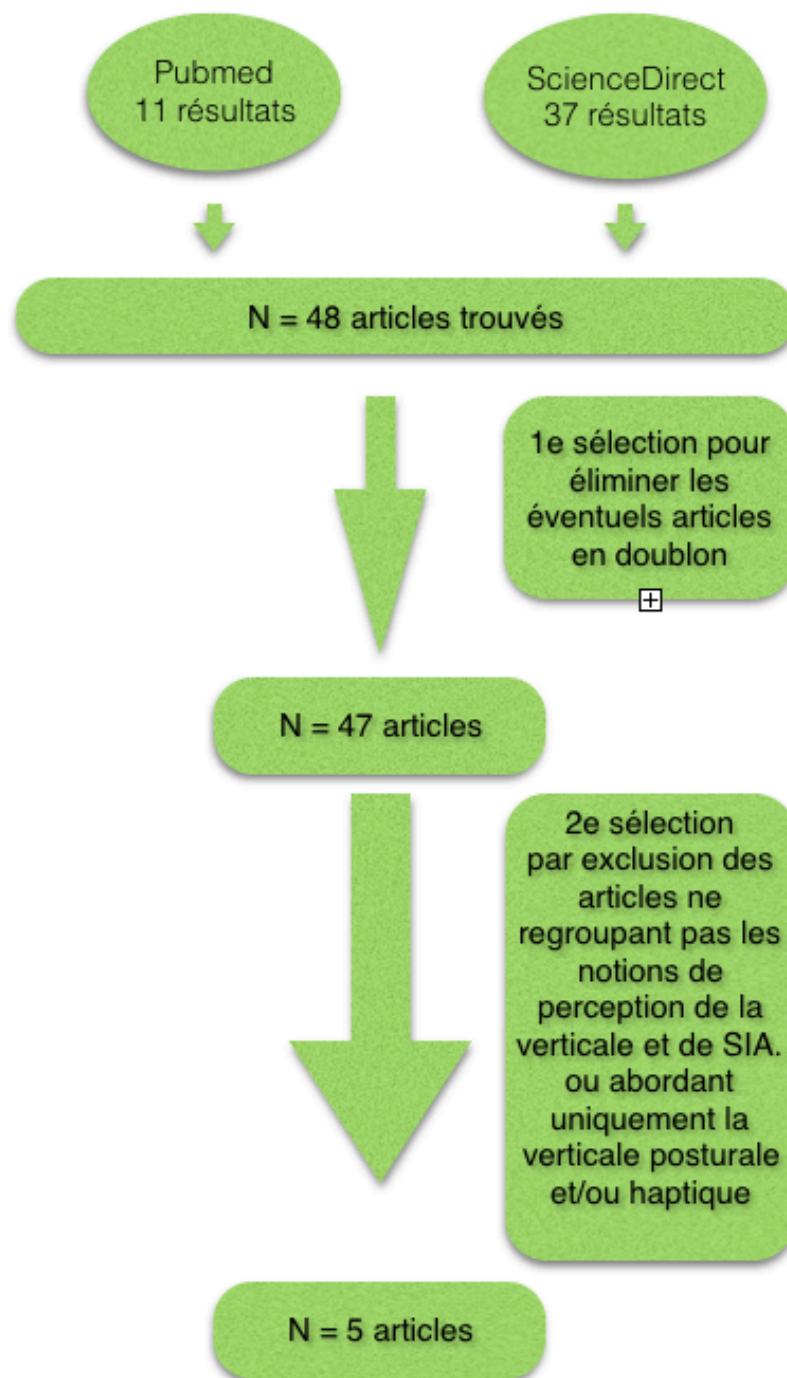 Pubmed
11 résultats
ScienceDirect
37 résultats
N = 48 articles trouvés
1e sélection pour
éliminer les
éventuels articles
en doublon
N = 47 articles
2e sélection
par exclusion des
articles ne
regroupant pas les
notions de
perception de la
verticale et de SIA.
ou abordant
uniquement la
verticale posturale
et/ou haptique
N = 5 articles